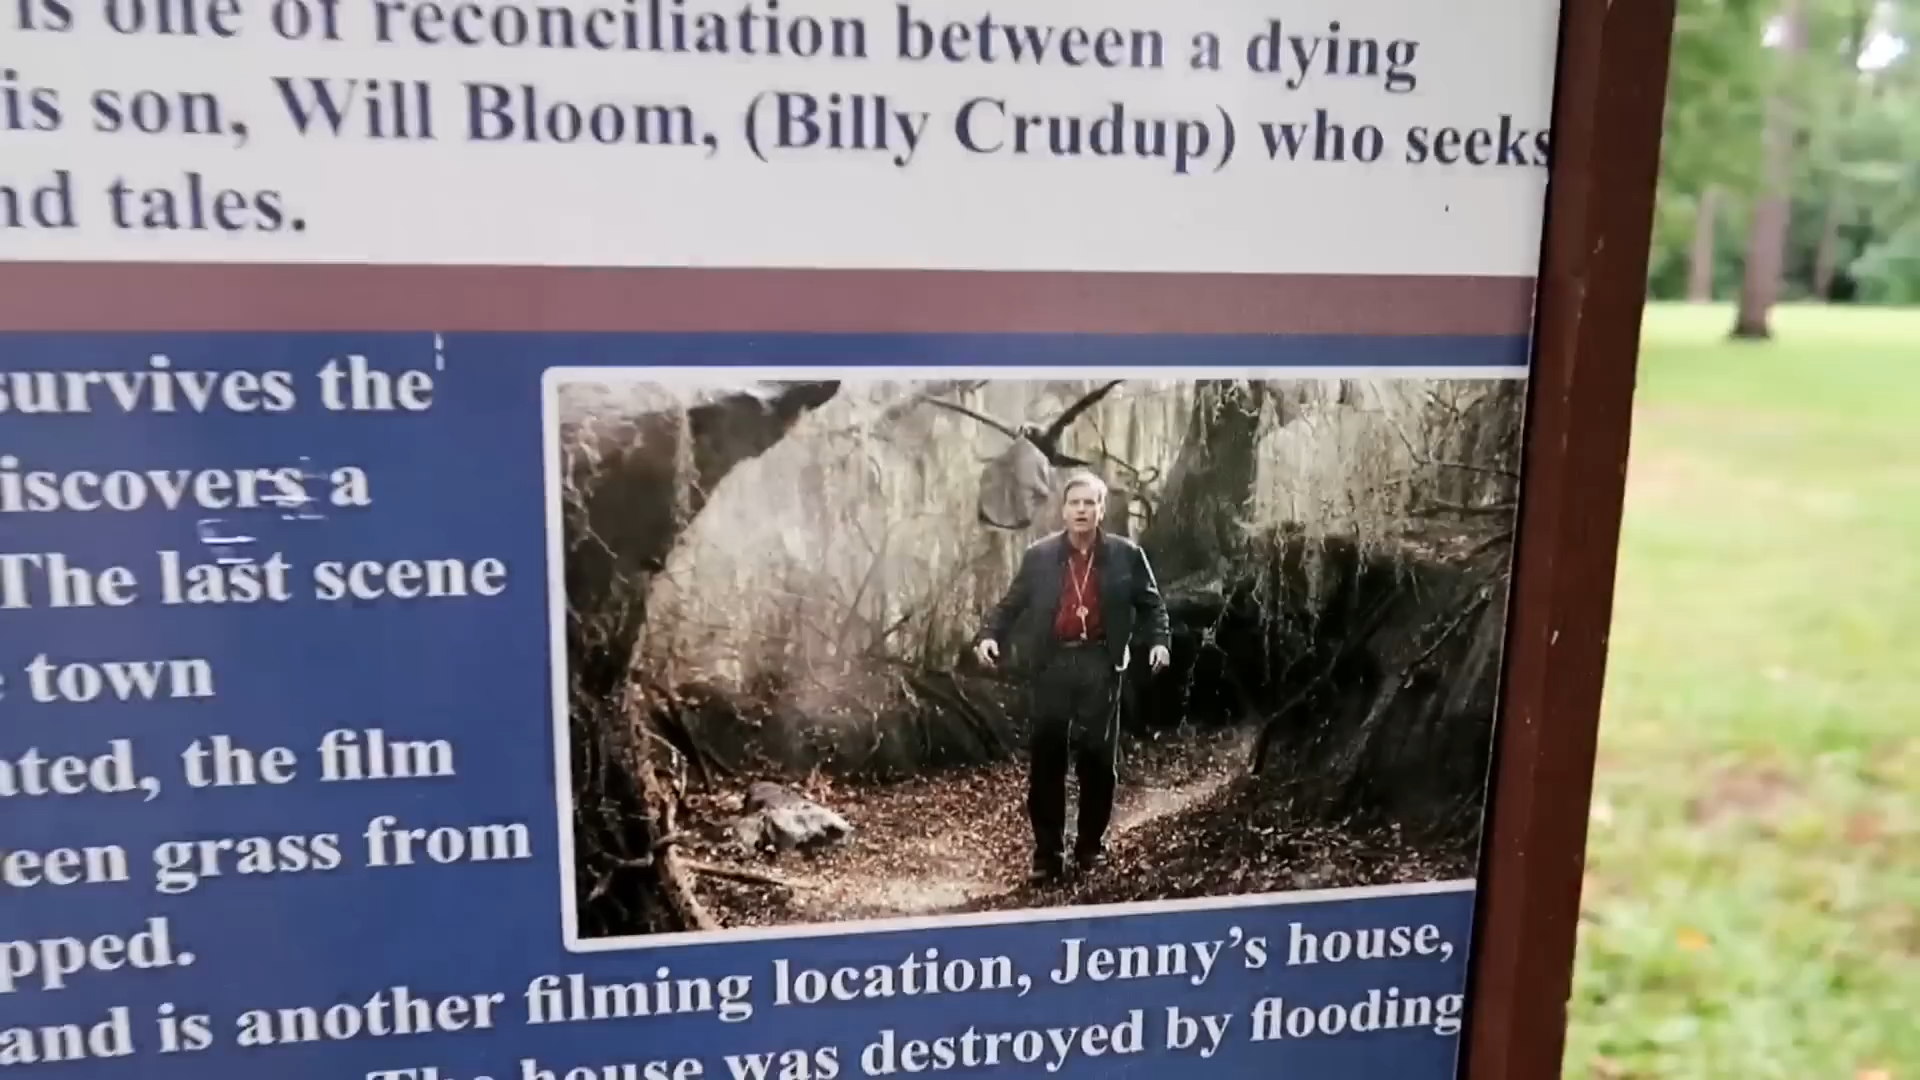 is one of reconciliation between a dying
is son, Will Bloom, (Billy Crudup) who seeks
nd tales.
survives the
iscovers a
The last scene
town
ated, the film
een grass from
pped.
and is another filming location, Jenny's house,
The house was destroyed by flooding